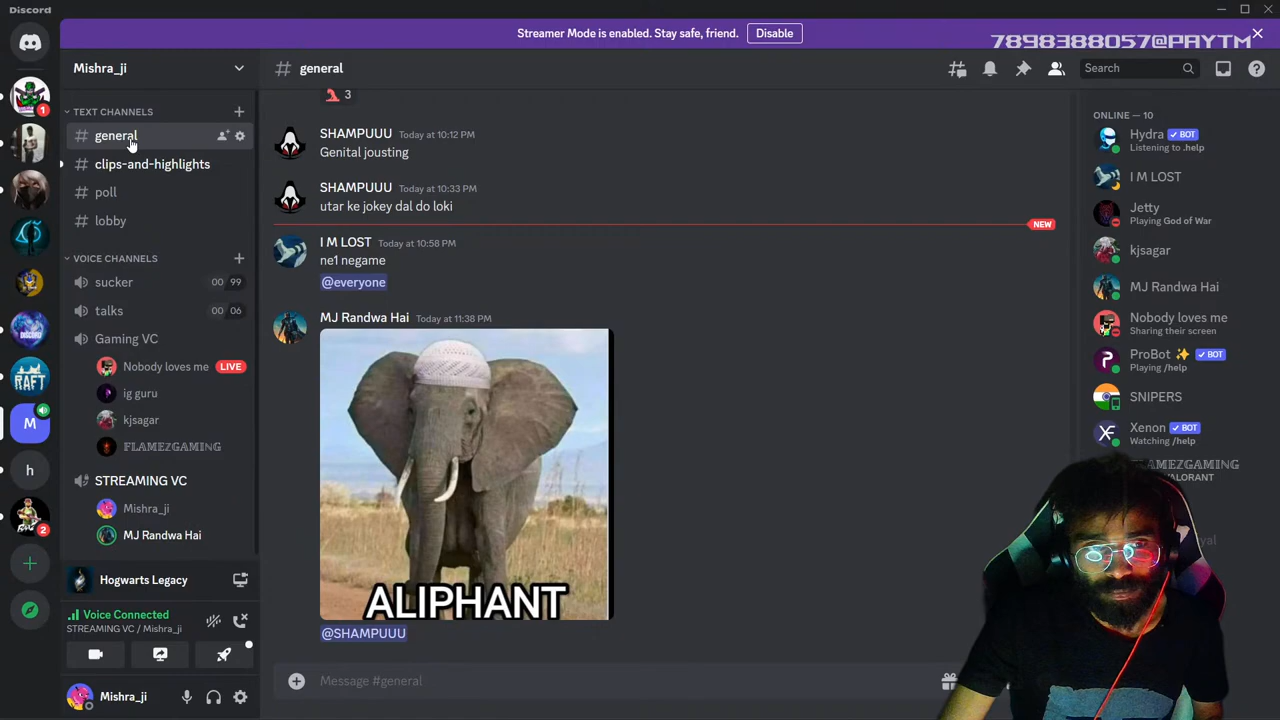 Discord
Streamer Mode is enabled. Stay safe, friend.
Disable
7898388057@PAYTM
Mishra_ji
general
Search
TEXT CHANNELS
general
clips-and-highlights
poll
lobby
VOICE CHANNELS
sucker
00 99
talks
00 06
Gaming VC
Nobody loves me
LIVE
ig guru
kjsagar
FLAMEZGAMING
STREAMING VC
Mishra_ji
MJ Randwa Hai
Hogwarts Legacy
Voice Connected
STREAMING VC / Mishra_ji
Mishra_ji
1
M
h
2
3
SHAMPUUU Today at 10:12 PM
Genital jousting
SHAMPUUU Today at 10:33 PM
utar ke jokey dal do loki
NEW
I M LOST Today at 10:58 PM
ne1 negame
@everyone
MJ Randwa Hai Today at 11:38 PM
ALIPHANT
@SHAMPUUU
Message #general
ONLINE — 10
Hydra ✓ BOT
Listening to .help
I M LOST
Jetty
Playing God of War
kjsagar
MJ Randwa Hai
Nobody loves me
Sharing their screen
ProBot ✨ ✓ BOT
Playing /help
SNIPERS
Xenon ✓ BOT
Watching /help